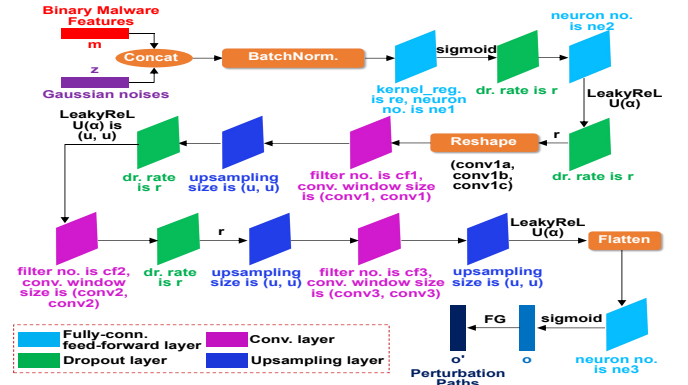 Binary Malware
Features
m
Concat
z
Gaussian noises
BatchNorm.
kernel_reg.
is re, neuron
no. is ne1
sigmoid
dr. rate is r
neuron no.
is ne2
LeakyReL
U(α)
dr. rate is r
r
Reshape
(conv1a,
conv1b,
conv1c)
filter no. is cf1,
conv. window size
is (conv1, conv1)
upsampling
size is (u, u)
dr. rate
is r
LeakyReL
U(α) is
(u, u)
filter no. is cf2,
conv. window
size is (conv2,
conv2)
dr. rate
is r
r
upsampling
size is (u, u)
filter no. is cf3,
conv. window size
is (conv3, conv3)
upsampling
size is (u, u)
LeakyReL
U(α)
Flatten
neuron no.
is ne3
sigmoid
o
FG
o'
Perturbation
Paths
Fully-conn.
feed-forward layer
Conv. layer
Dropout layer
Upsampling layer